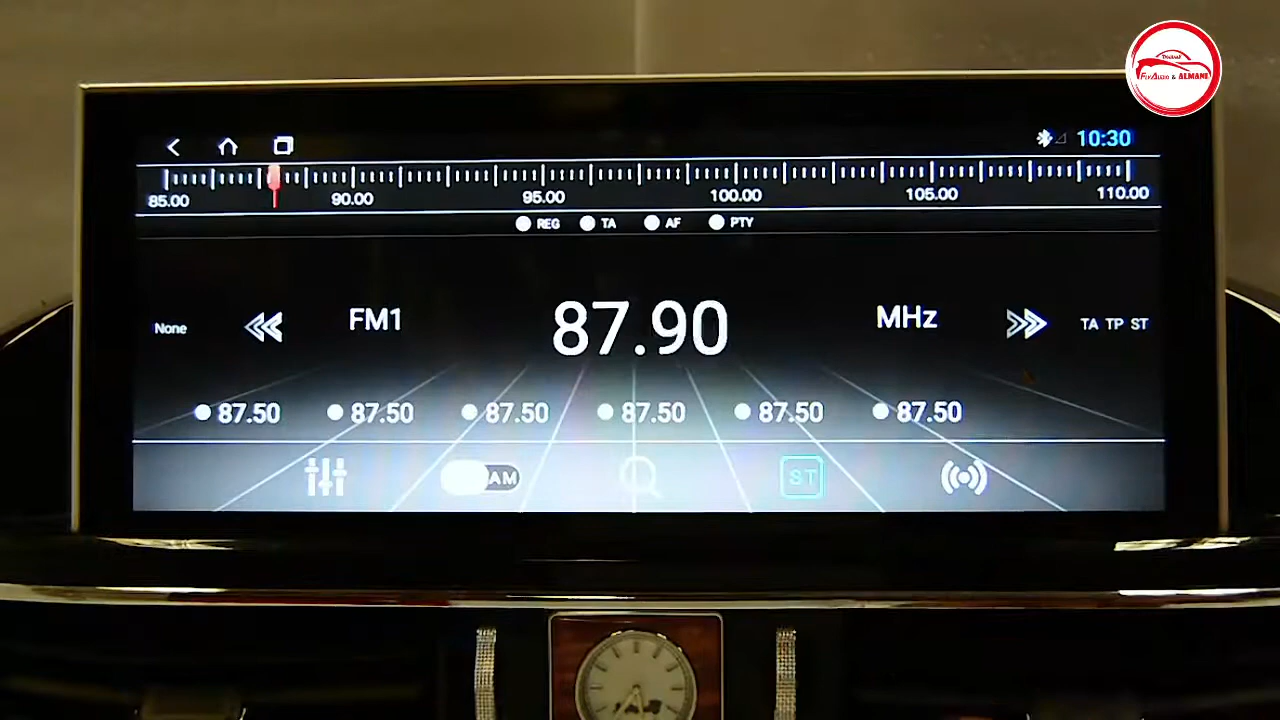 FlyAudio & ALMANI
10:30
85.00 90.00 95.00 100.00 105.00 110.00
REG TA AF PTY
None FM1 87.90 MHz TA TP ST
87.50 87.50 87.50 87.50 87.50 87.50
AM ST